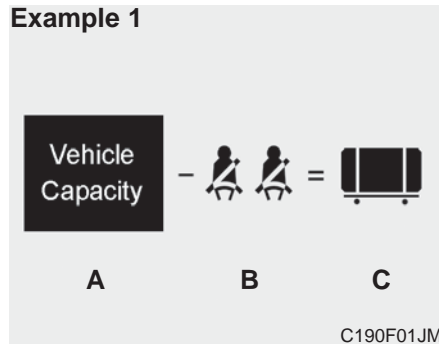 Example 1
Vehicle
Capacity
- =
A B C
C190F01JM